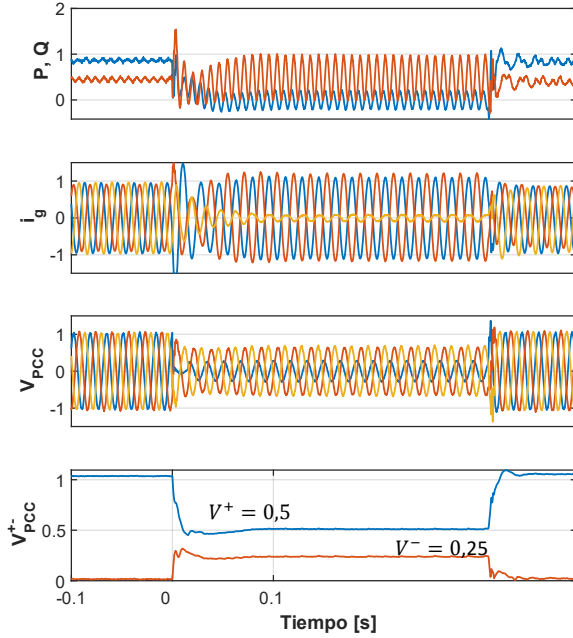 2
1
0
P, Q
1
0
-1
i_g
1
0
-1
V_PCC
1
0.5
0
V^+-_PCC
V⁺ = 0,5
V⁻ = 0,25
-0.1
0
0.1
Tiempo [s]